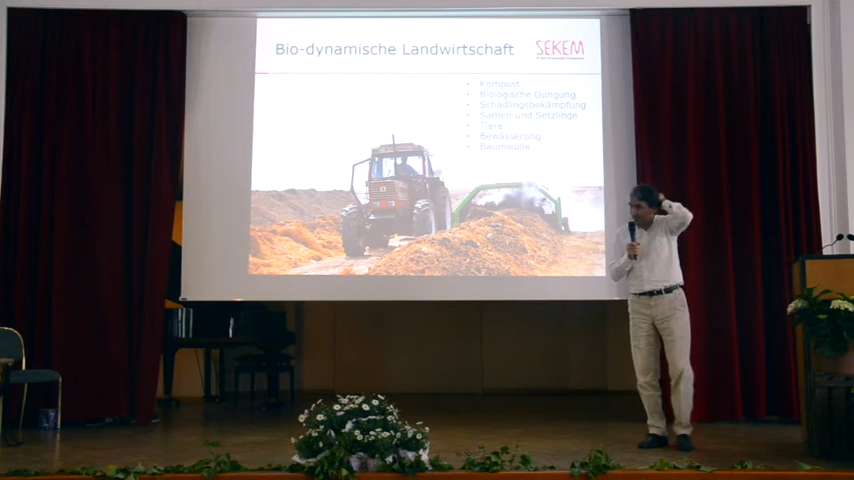 Bio-dynamische Landwirtschaft
SEKEM
• Kompost
• Biologische Düngung
• Schädlingsbekämpfung
• Samen und Setzlinge
• Tiere
• Bewässerung
• Baumwolle